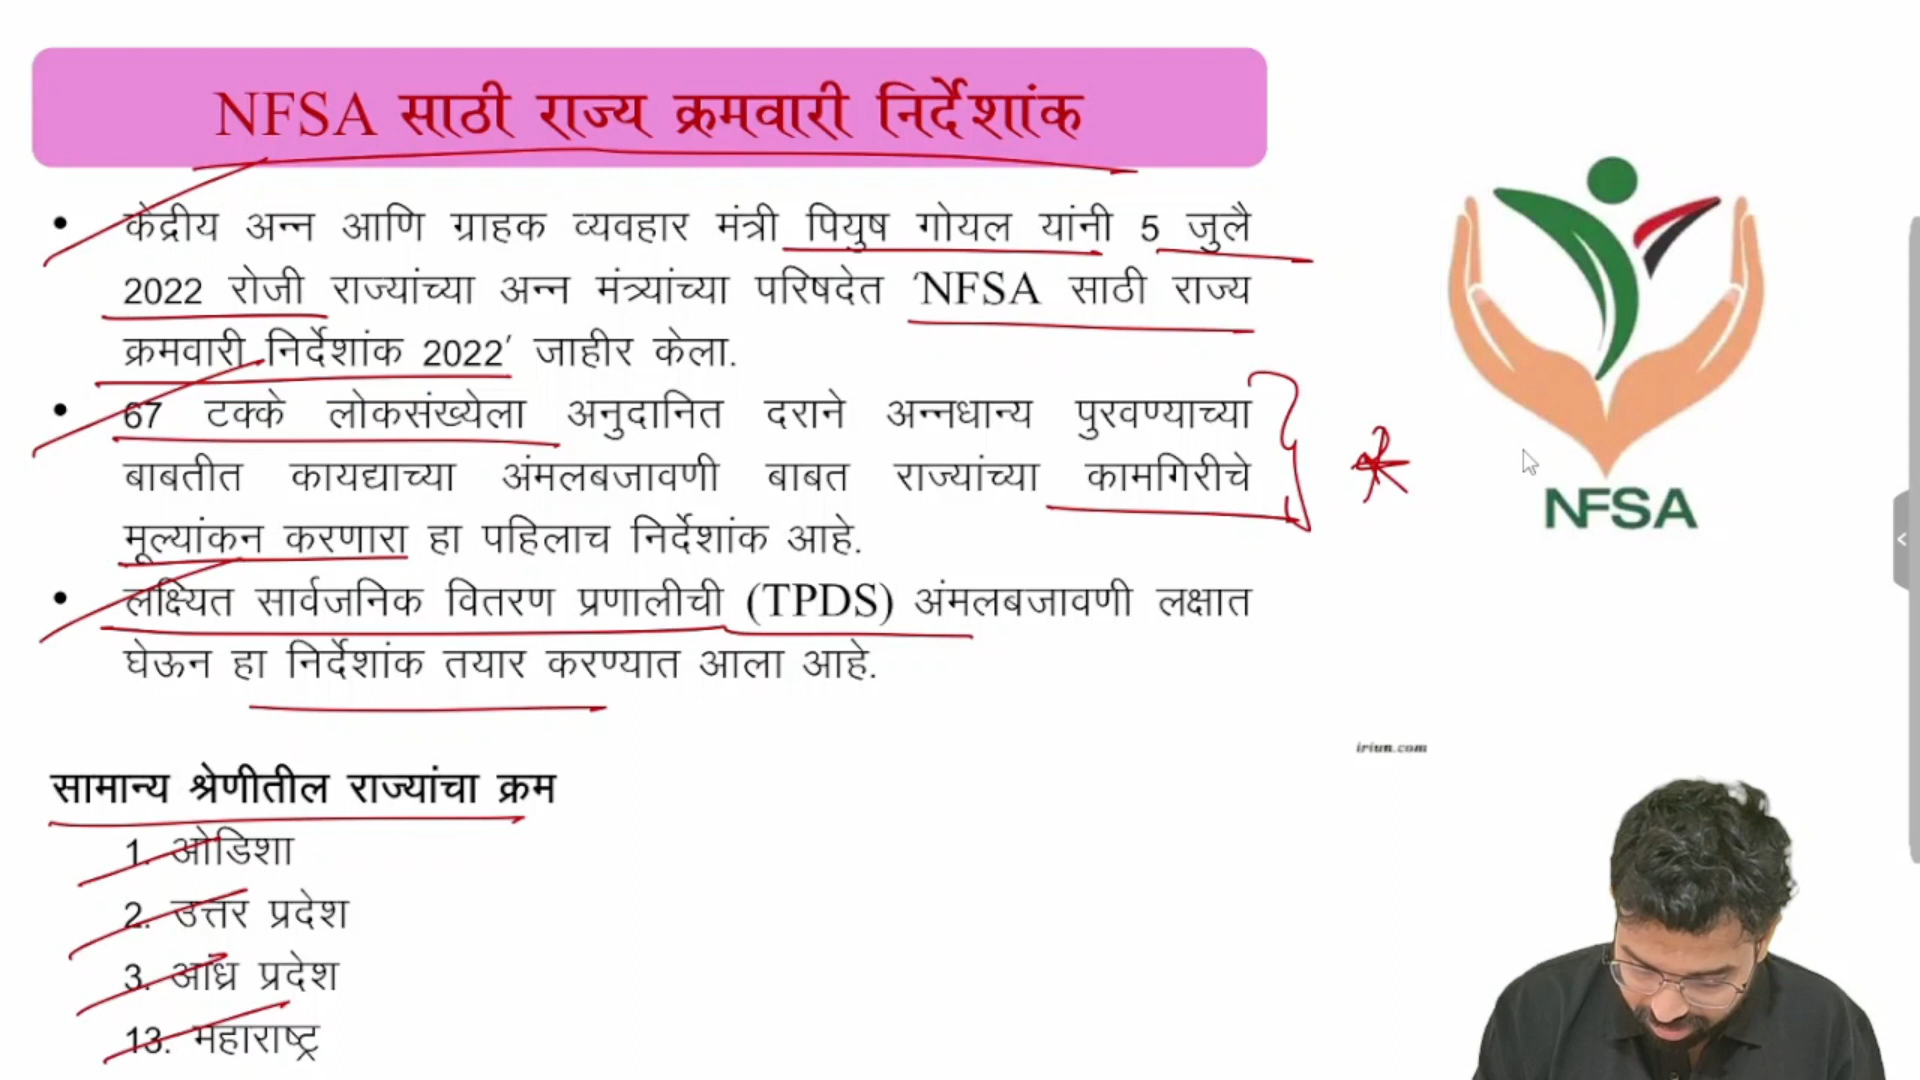 NFSA साठी राज्य क्रमवारी निर्देशांक
• केंद्रीय अन्न आणि ग्राहक व्यवहार मंत्री पियुष गोयल यांनी 5 जुलै
2022 रोजी राज्यांच्या अन्न मंत्र्यांच्या परिषदेत ‘NFSA साठी राज्य
क्रमवारी निर्देशांक 2022’ जाहीर केला.
• 67 टक्के लोकसंख्येला अनुदानित दराने अन्नधान्य पुरवण्याच्या
बाबतीत कायद्याच्या अंमलबजावणी बाबत राज्यांच्या कामगिरीचे
मूल्यांकन करणारा हा पहिलाच निर्देशांक आहे.
• लक्ष्यित सार्वजनिक वितरण प्रणालीची (TPDS) अंमलबजावणी लक्षात
घेऊन हा निर्देशांक तयार करण्यात आला आहे.
NFSA
iriun.com
सामान्य श्रेणीतील राज्यांचा क्रम
1. ओडिशा
2. उत्तर प्रदेश
3. आंध्र प्रदेश
13. महाराष्ट्र